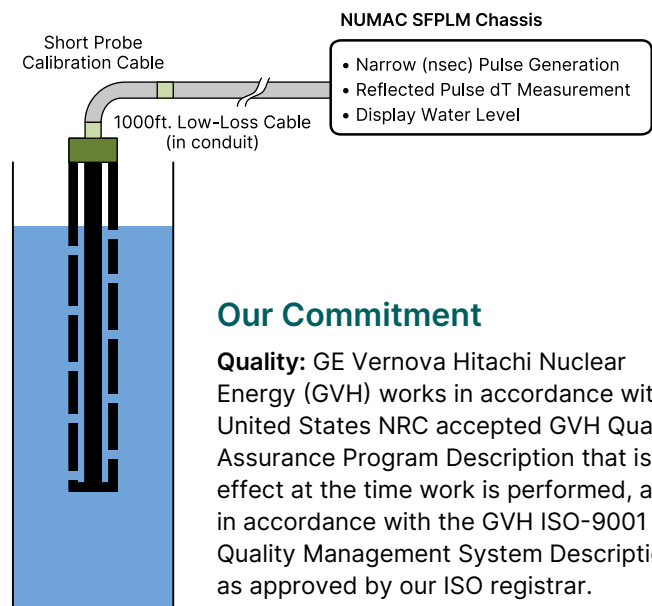 NUMAC SFPLM Chassis
• Narrow (nsec) Pulse Generation
• Reflected Pulse dT Measurement
• Display Water Level
Short Probe
Calibration Cable
1000ft. Low-Loss Cable
(in conduit)
Our Commitment
Quality: GE Vernova Hitachi Nuclear
Energy (GVH) works in accordance
United States NRC accepted GVH
Assurance Program Description that is
effect at the time work is performed,
in accordance with the GVH ISO-9001
Quality Management System
as approved by our ISO registrar.